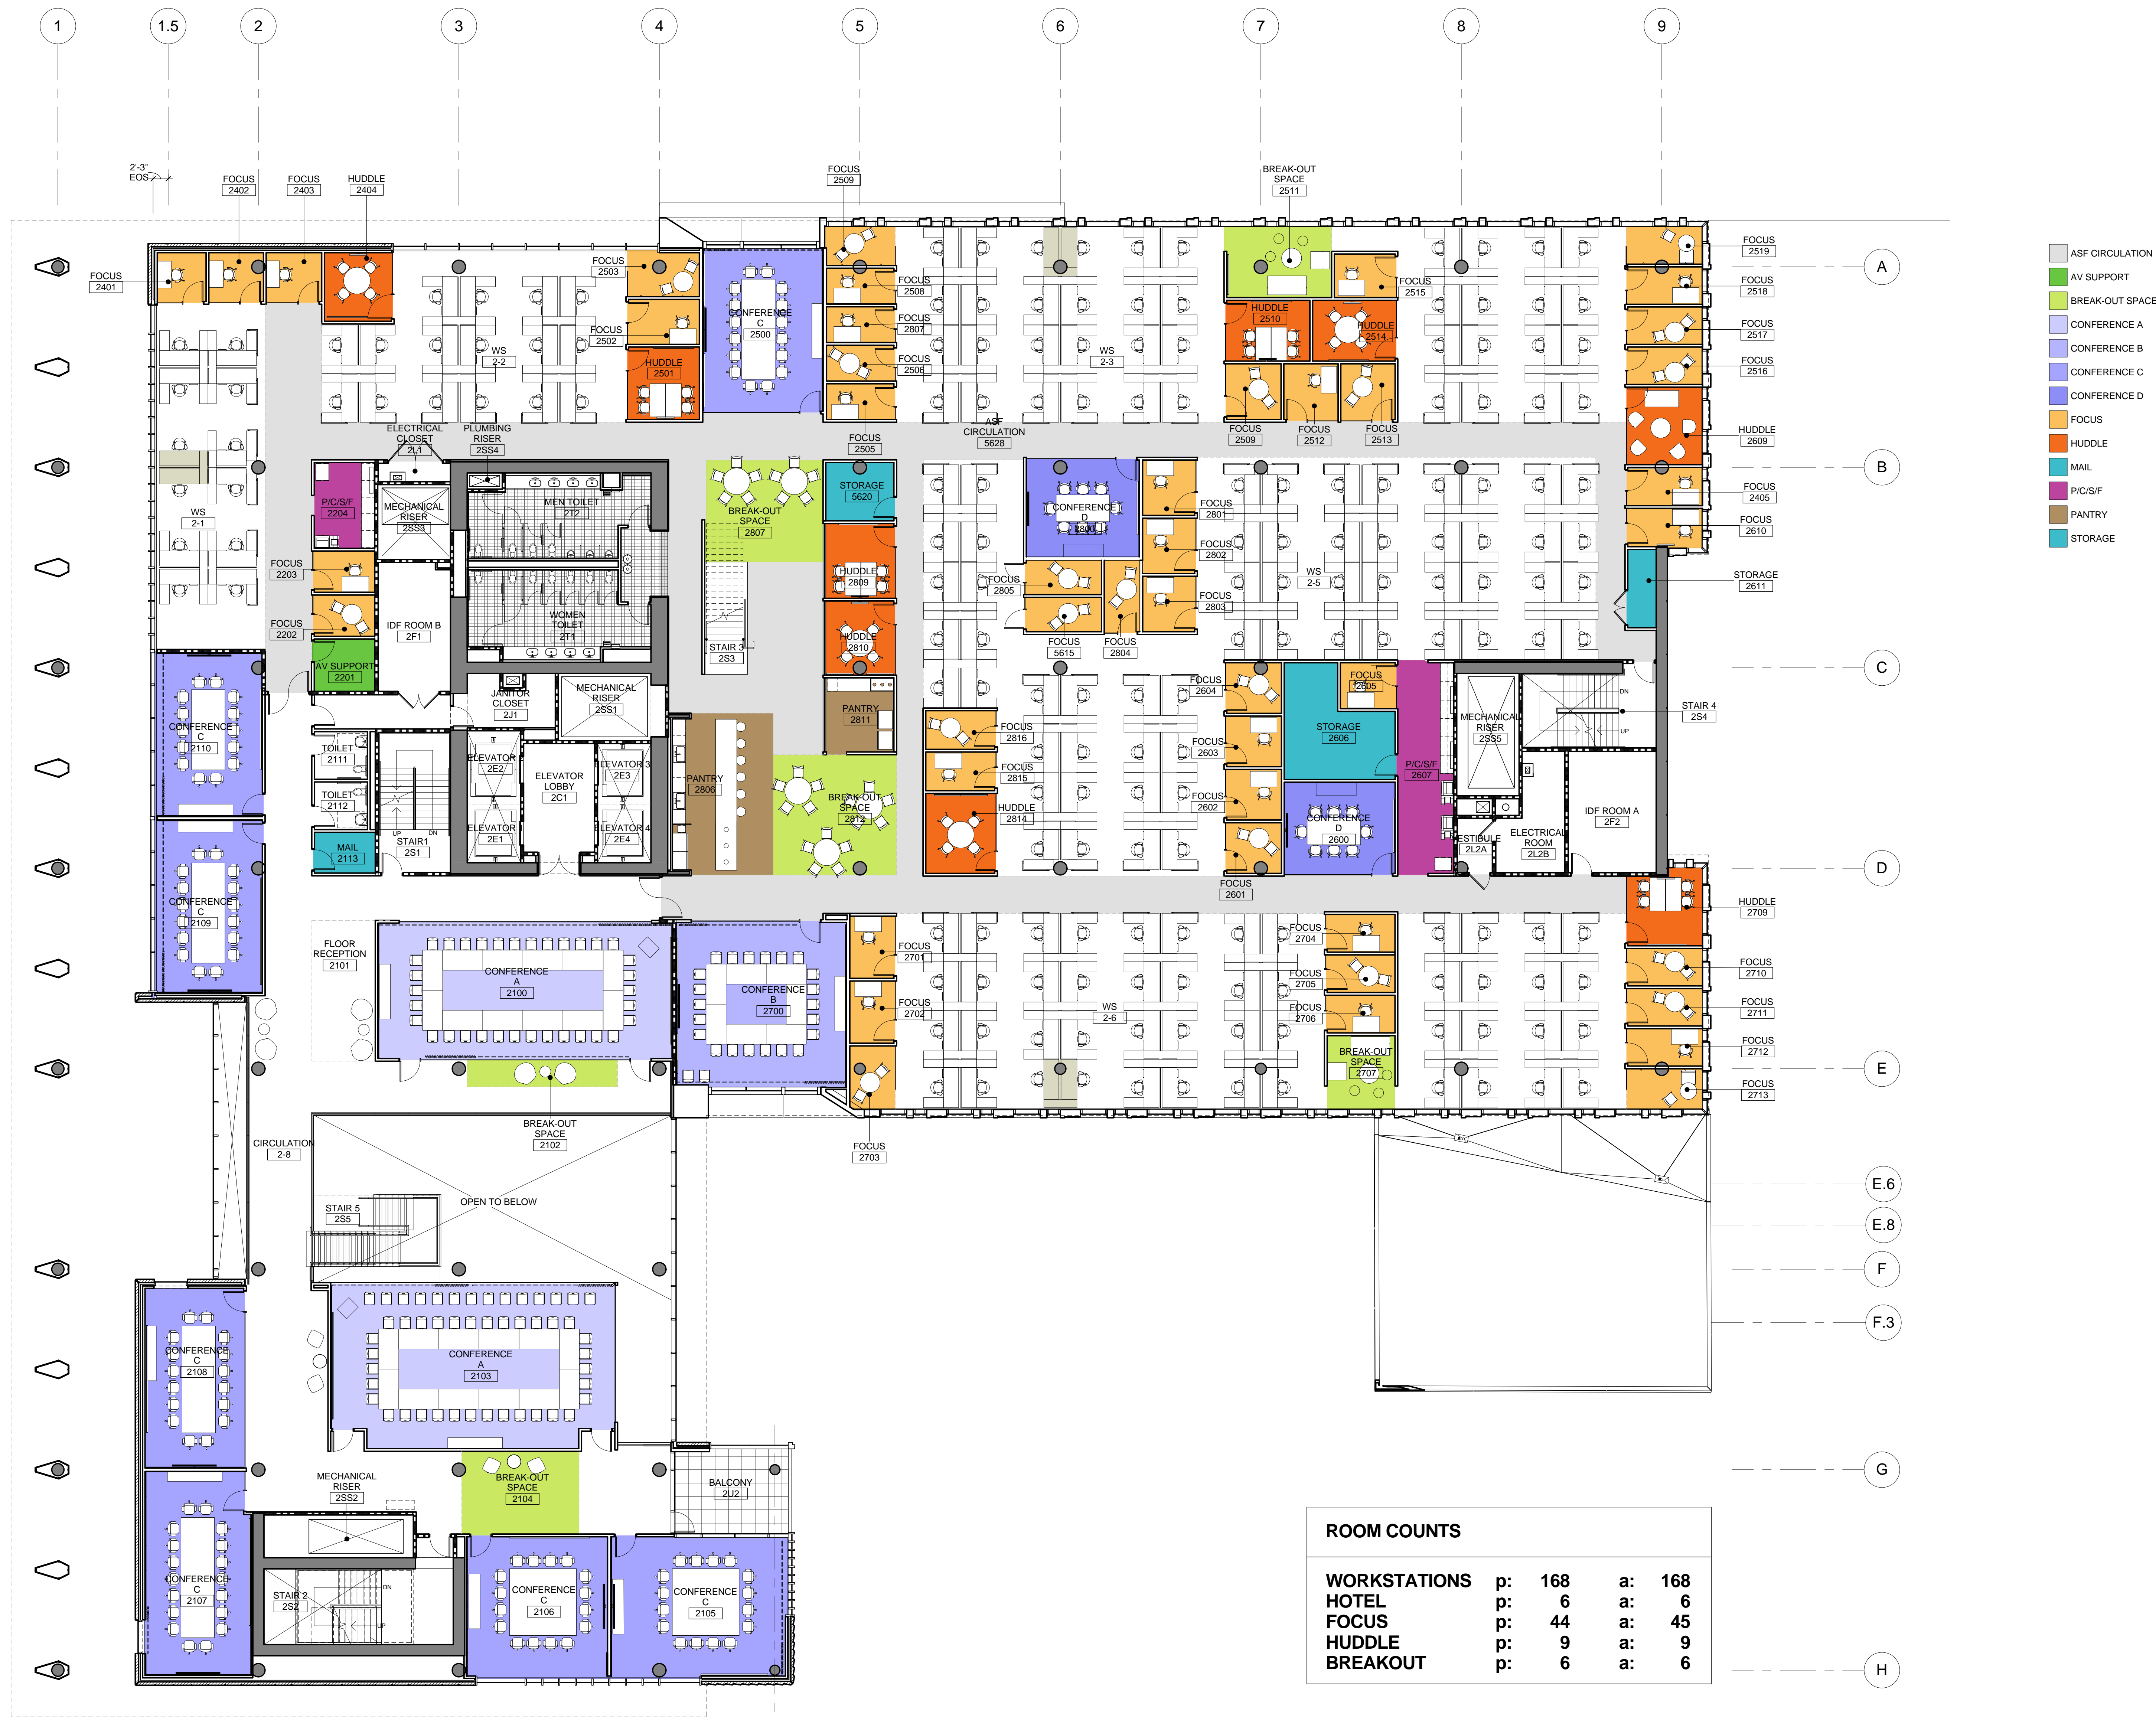 1
1.5
2
3
4
5
6
7
8
9
2'-3"
EOS
FOCUS
2402
FOCUS
2403
HUDDLE
2404
FOCUS
2509
BREAK-OUT
SPACE
2511
FOCUS
2519
FOCUS
2401
FOCUS
2503
A
FOCUS
2508
FOCUS
2515
FOCUS
2518
CONFERENCE
C
2500
FOCUS
2502
FOCUS
2807
HUDDLE
2510
HUDDLE
2514
FOCUS
2517
WS
2-2
HUDDLE
2501
FOCUS
2506
WS
2-3
FOCUS
2516
ELECTRICAL
CLOSET
2L1
PLUMBING
RISER
2SS4
FOCUS
2505
ASF
CIRCULATION
5628
FOCUS
2509
FOCUS
2512
FOCUS
2513
HUDDLE
2609
B
P/C/S/F
2204
MECHANICAL
RISER
2SS3
MEN TOILET
2T2
BREAK-OUT
SPACE
2807
STORAGE
5620
CONFERENCE
D
2800
FOCUS
2801
FOCUS
2405
WS
2-1
FOCUS
2802
FOCUS
2610
FOCUS
2203
HUDDLE
2809
FOCUS
2805
WS
2-5
STORAGE
2611
FOCUS
2803
FOCUS
2202
IDF ROOM B
2F1
WOMEN
TOILET
2T1
STAIR 3
2S3
HUDDLE
2810
FOCUS
5615
FOCUS
2804
AV SUPPORT
2201
C
JANITOR
CLOSET
2J1
MECHANICAL
RISER
2SS1
FOCUS
2604
FOCUS
2605
DN
STAIR 4
2S4
UP
CONFERENCE
C
2110
PANTRY
2811
FOCUS
2816
STORAGE
2606
MECHANICAL
RISER
2SS5
TOILET
2111
ELEVATOR 2
2E2
ELEVATOR
LOBBY
2C1
ELEVATOR 3
2E3
PANTRY
2806
FOCUS
2603
FOCUS
2815
P/C/S/F
2607
TOILET
2112
BREAK-OUT
SPACE
2812
HUDDLE
2814
FOCUS
2602
CONFERENCE
D
2600
IDF ROOM A
2F2
MAIL
2113
UP
DN
STAIR1
2S1
ELEVATOR 1
2E1
ELEVATOR 4
2E4
VESTIBULE
2L2A
ELECTRICAL
ROOM
2L2B
D
CONFERENCE
C
2109
FOCUS
2601
HUDDLE
2709
FLOOR
RECEPTION
2101
CONFERENCE
A
2100
CONFERENCE
B
2700
FOCUS
2701
FOCUS
2704
FOCUS
2710
FOCUS
2705
FOCUS
2702
WS
2-6
FOCUS
2706
FOCUS
2711
FOCUS
2712
BREAK-OUT
SPACE
2707
E
FOCUS
2713
BREAK-OUT
SPACE
2102
CIRCULATION
2-8
FOCUS
2703
E.6
OPEN TO BELOW
STAIR 5
2S5
E.8
F
F.3
CONFERENCE
C
2108
CONFERENCE
A
2103
MECHANICAL
RISER
2SS2
BREAK-OUT
SPACE
2104
BALCONY
2U2
G
CONFERENCE
C
2107
STAIR 2
2S2
DN
UP
CONFERENCE
C
2106
CONFERENCE
C
2105
H
ASF CIRCULATION
AV SUPPORT
BREAK-OUT SPACE
CONFERENCE A
CONFERENCE B
CONFERENCE C
CONFERENCE D
FOCUS
HUDDLE
MAIL
P/C/S/F
PANTRY
STORAGE
ROOM COUNTS
WORKSTATIONS p: 168 a: 168
HOTEL p: 6 a: 6
FOCUS p: 44 a: 45
HUDDLE p: 9 a: 9
BREAKOUT p: 6 a: 6